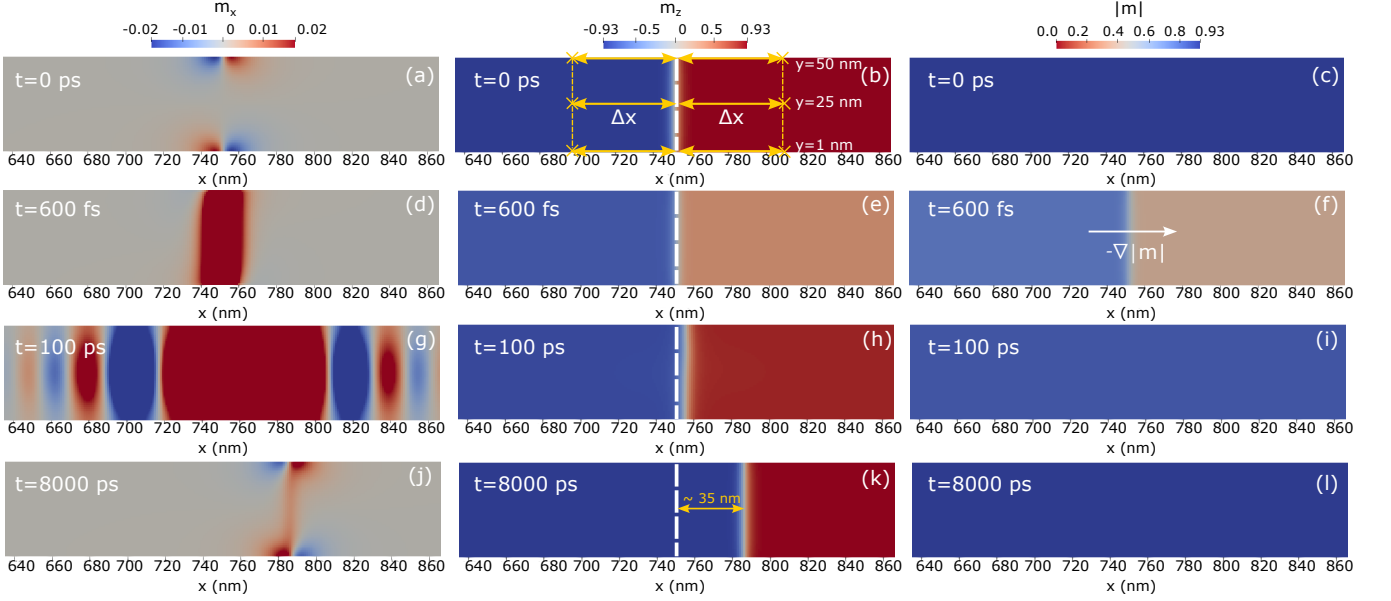 m_x
-0.02 -0.01 0 0.01 0.02
m_z
-0.93 -0.5 0 0.5 0.93
|m|
0.0 0.2 0.4 0.6 0.8 0.93
t=0 ps (a)
640 660 680 700 720 740 760 780 800 820 840 860
x (nm)
t=0 ps (b)
y=50 nm
y=25 nm
Δx Δx
y=1 nm
640 660 680 700 720 740 760 780 800 820 840 860
x (nm)
t=0 ps (c)
640 660 680 700 720 740 760 780 800 820 840 860
x (nm)
t=600 fs (d)
640 660 680 700 720 740 760 780 800 820 840 860
x (nm)
t=600 fs (e)
640 660 680 700 720 740 760 780 800 820 840 860
x (nm)
t=600 fs (f)
-∇|m|
640 660 680 700 720 740 760 780 800 820 840 860
x (nm)
t=100 ps (g)
640 660 680 700 720 740 760 780 800 820 840 860
x (nm)
t=100 ps (h)
640 660 680 700 720 740 760 780 800 820 840 860
x (nm)
t=100 ps (i)
640 660 680 700 720 740 760 780 800 820 840 860
x (nm)
t=8000 ps (j)
640 660 680 700 720 740 760 780 800 820 840 860
x (nm)
t=8000 ps (k)
~ 35 nm
640 660 680 700 720 740 760 780 800 820 840 860
x (nm)
t=8000 ps (l)
640 660 680 700 720 740 760 780 800 820 840 860
x (nm)